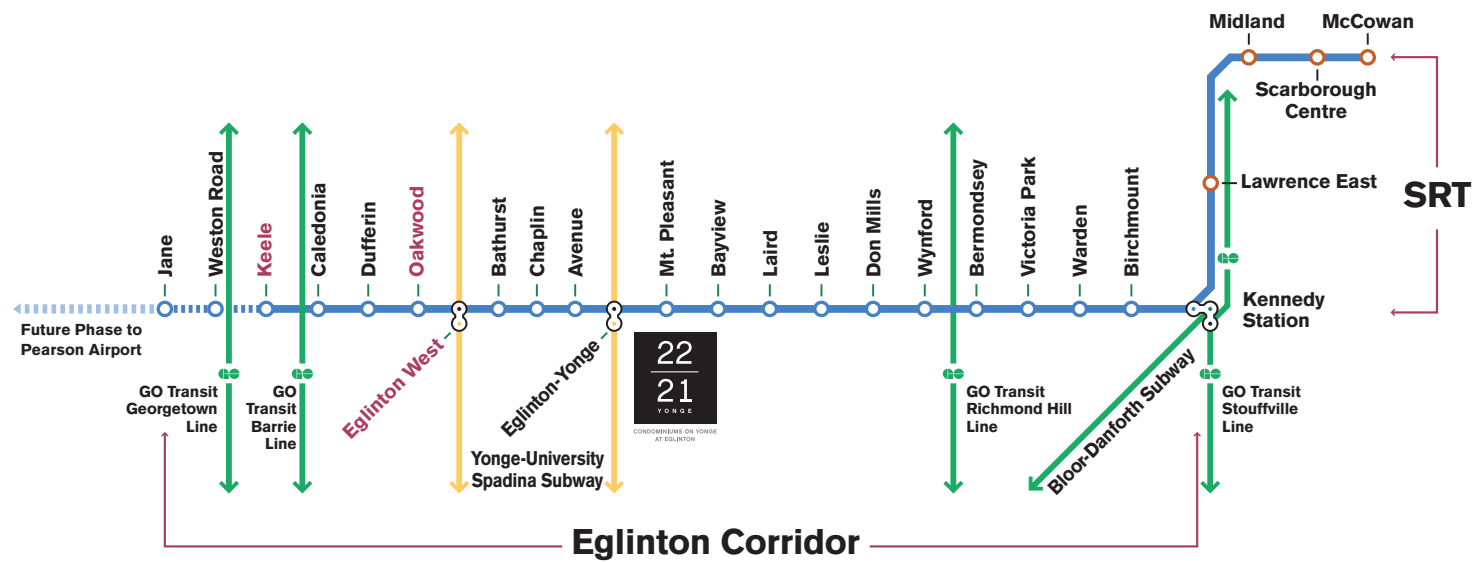 Midland
McCowan
Scarborough
Centre
Lawrence East
SRT
Jane
Weston Road
Keele
Caledonia
Dufferin
Oakwood
Bathurst
Chaplin
Avenue
Mt. Pleasant
Bayview
Laird
Leslie
Don Mills
Wynford
Bermondsey
Victoria Park
Warden
Birchmount
Kennedy
Station
Future Phase to
Pearson Airport
Eglinton West
Eglinton-Yonge
22
21
YONGE
CONDOMINIUMS ON YONGE
AT EGLINTON
GO Transit
Georgetown
Line
GO
Transit
Barrie
Line
Yonge-University
Spadina Subway
GO Transit
Richmond Hill
Line
Bloor-Danforth Subway
GO Transit
Stouffville
Line
Eglinton Corridor